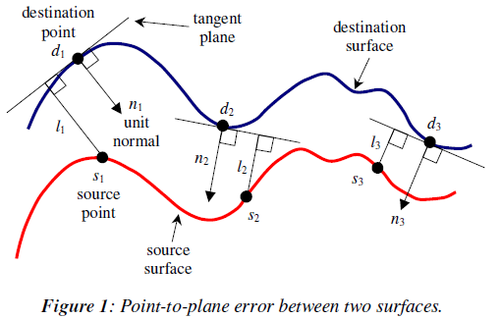 destination
point
d1
tangent
plane
destination
surface
n1
unit
normal
l1
s1
source
point
d2
n2
l2
s2
source
surface
d3
l3
s3
n3
Figure 1: Point-to-plane error between two surfaces.